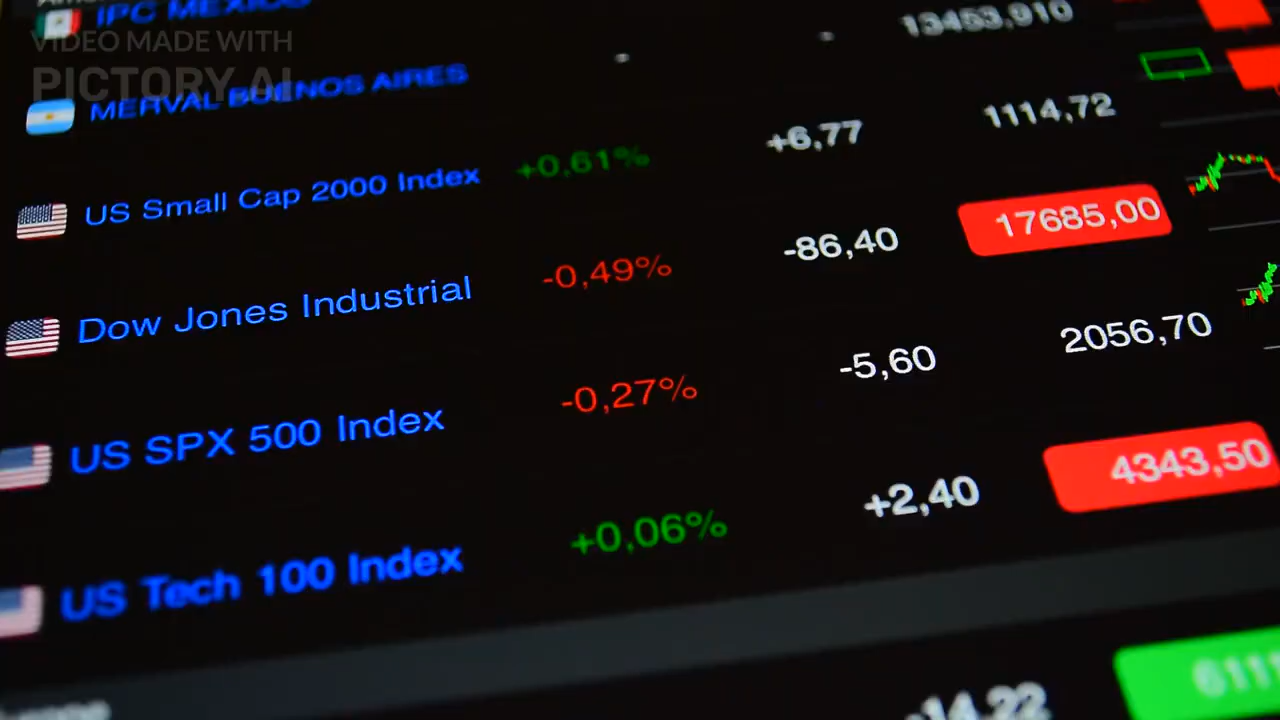 IPC MEXICO
VIDEO MADE WITH
PICTORY.AI
MERVAL BUENOS AIRES - - 13453,910
US Small Cap 2000 Index +0,61% +6,77 1114,72
Dow Jones Industrial -0,49% -86,40 17685,00
US SPX 500 Index -0,27% -5,60 2056,70
US Tech 100 Index +0,06% +2,40 4343,50
-14,22